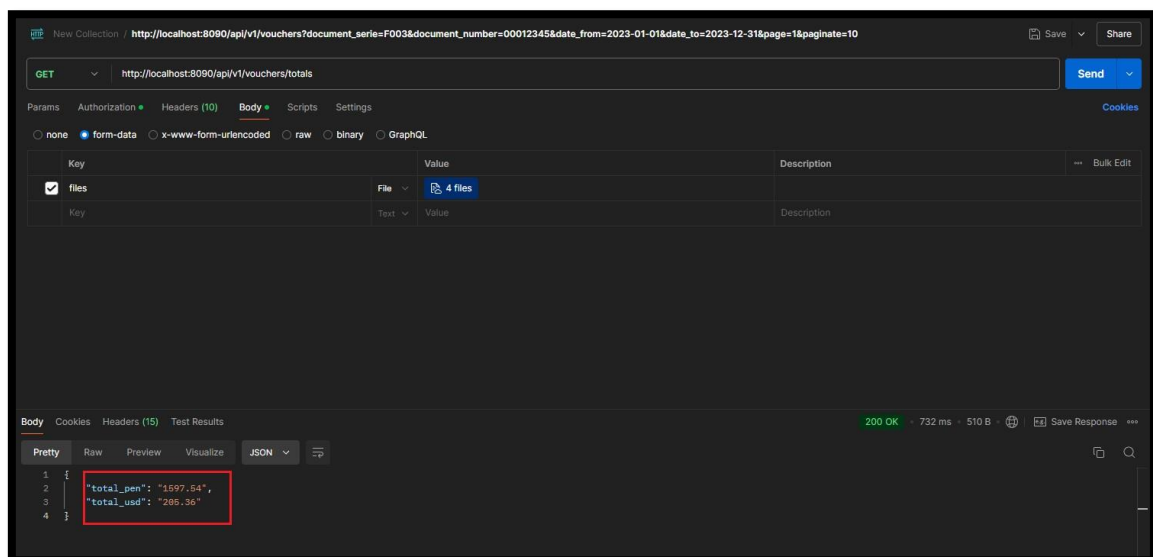 HTTP New Collection / http://localhost:8090/api/v1/vouchers?document_serie=F003&document_number=00012345&date_from=2023-01-01&date_to=2023-12-31&page=1&paginate=10 Save Share
GET http://localhost:8090/api/v1/vouchers/totals Send
Params Authorization Headers (10) Body Scripts Settings Cookies
none form-data x-www-form-urlencoded raw binary GraphQL
Key Value Description Bulk Edit
files File 4 files
Key Text Value Description
Body Cookies Headers (15) Test Results 200 OK 732 ms 510 B Save Response
Pretty Raw Preview Visualize JSON
1 {
2 "total_pen": "1597.54",
3 "total_usd": "205.36"
4 }